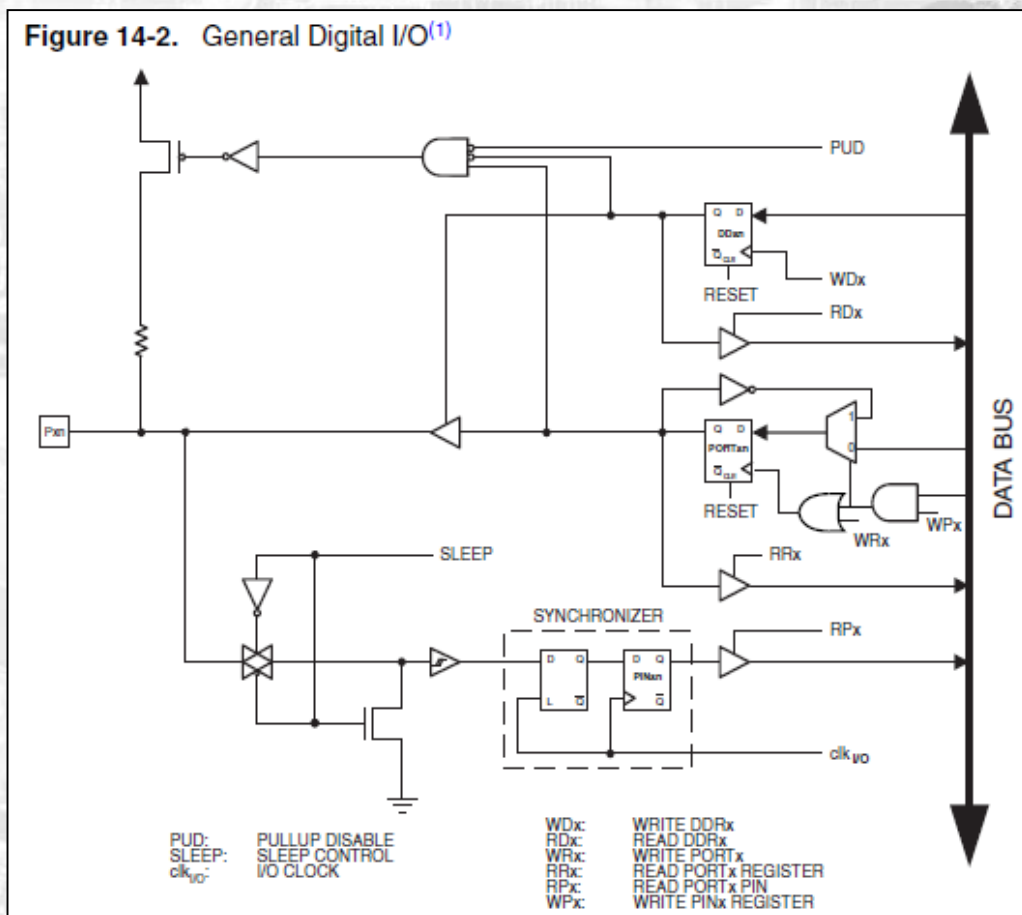 Figure 14-2. General Digital I/O(1)
PUD
Q D
DDxn
Q CLR
WDx
RESET
RDx
1
Pxn
Q D
PORTxn
0
Q CLR
RESET
WPx
WRx
SLEEP
RRx
SYNCHRONIZER
RPx
D Q
D Q
PINxn
L Q
Q
clk I/O
DATA BUS
PUD: PULLUP DISABLE
SLEEP: SLEEP CONTROL
clkI/O: I/O CLOCK
WDx: WRITE DDRx
RDx: READ DDRx
WRx: WRITE PORTx
RRx: READ PORTx REGISTER
RPx: READ PORTx PIN
WPx: WRITE PINx REGISTER